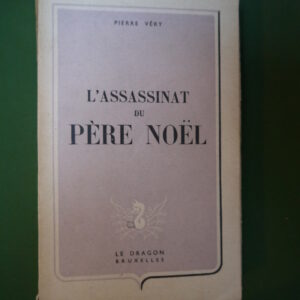 PIERRE VÉRY
L'ASSASSINAT
DU
PÈRE NOËL
LE DRAGON
BRUXELLES